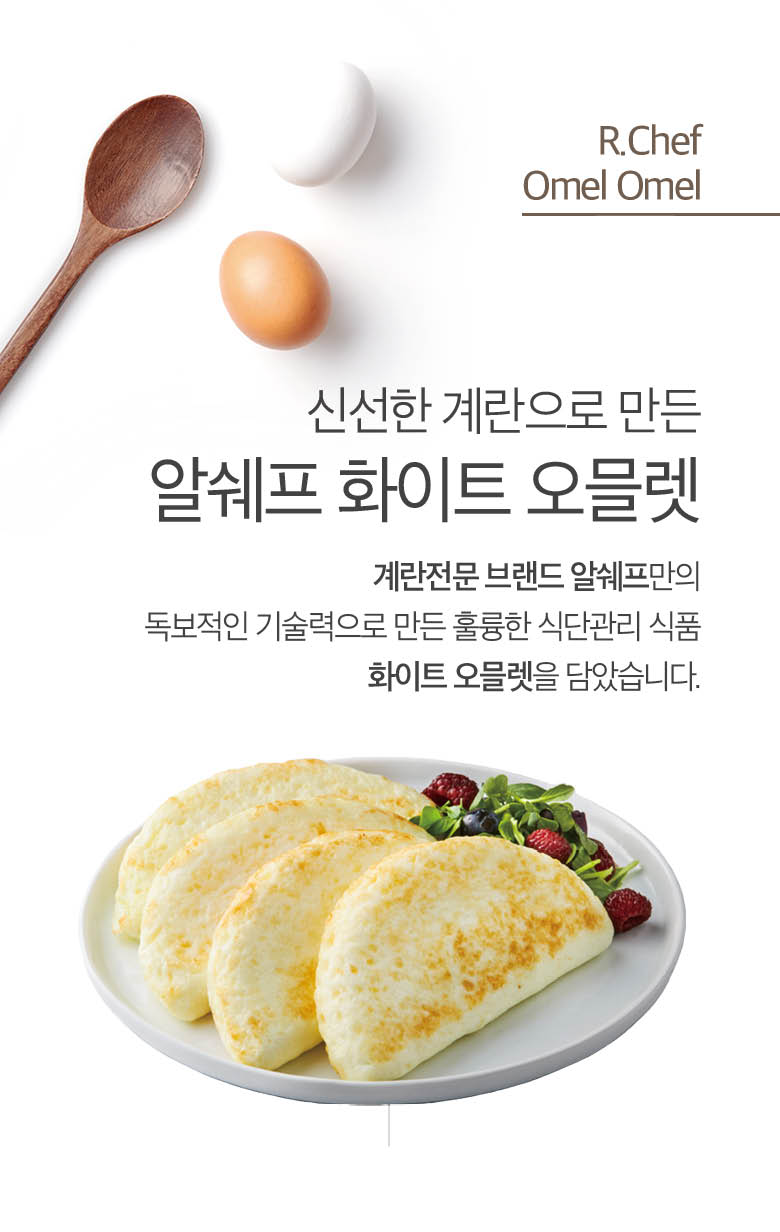 R.Chef
Omel Omel
신선한 계란으로 만든
알쉐프 화이트 오믈렛
계란전문 브랜드 알쉐프만의
독보적인 기술력으로 만든 훌륭한 식단관리 식품
화이트 오믈렛을 담았습니다.